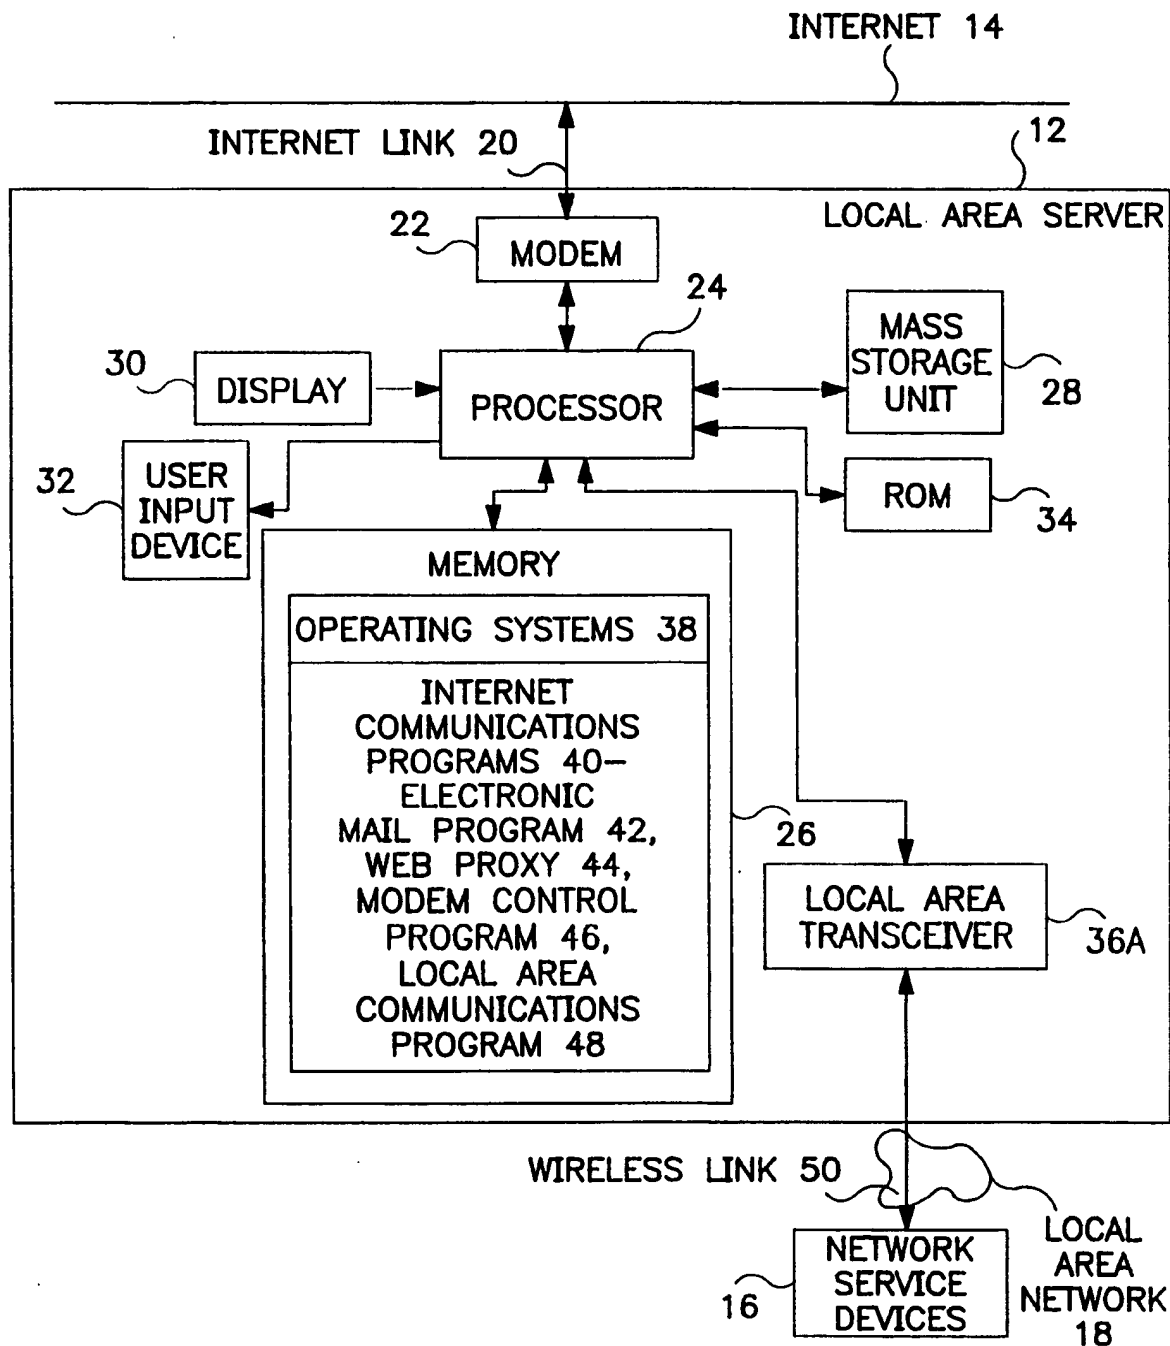 INTERNET 14
INTERNET LINK 20
12
LOCAL AREA SERVER
22
MODEM
24
MASS
STORAGE
UNIT
28
30
DISPLAY
PROCESSOR
32
USER
INPUT
DEVICE
ROM
34
MEMORY
OPERATING SYSTEMS 38
INTERNET
COMMUNICATIONS
PROGRAMS 40–
ELECTRONIC
MAIL PROGRAM 42,
WEB PROXY 44,
MODEM CONTROL
PROGRAM 46,
LOCAL AREA
COMMUNICATIONS
PROGRAM 48
26
LOCAL AREA
TRANSCEIVER
36A
WIRELESS LINK 50
NETWORK
SERVICE
DEVICES
16
LOCAL
AREA
NETWORK
18